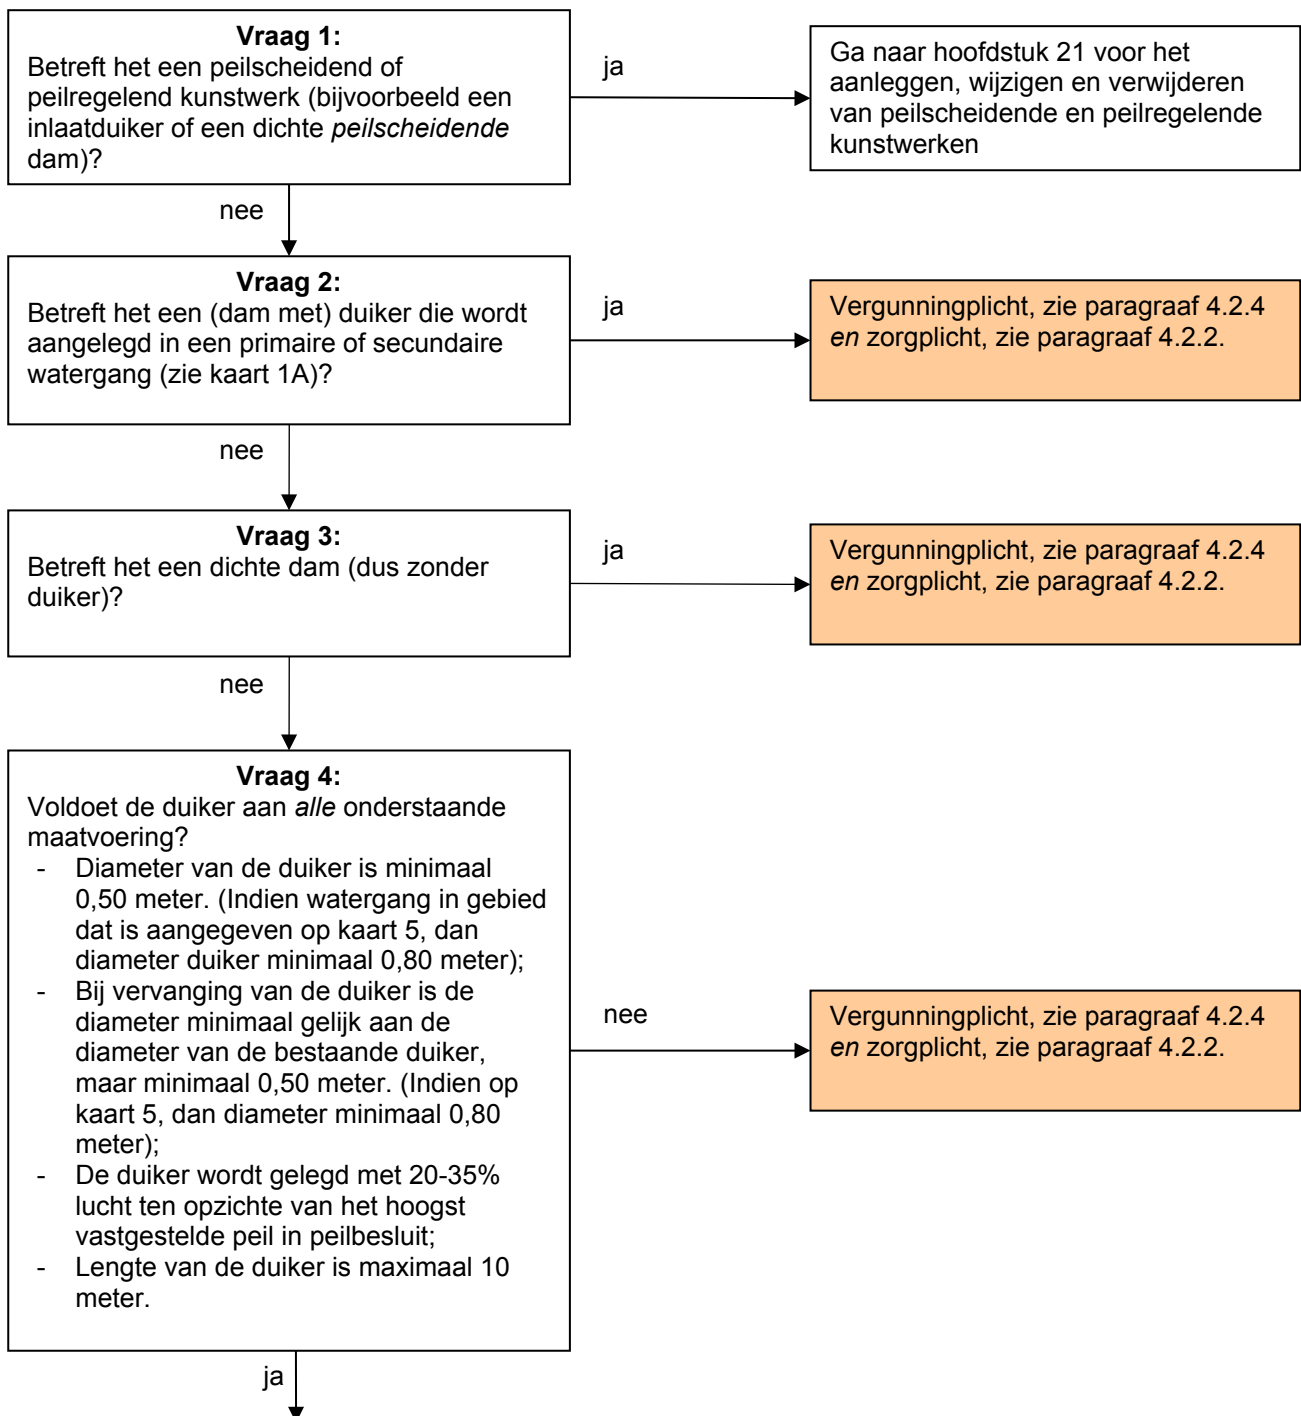 Vraag 1:
Betreft het een peilscheidend of
peilregelend kunstwerk (bijvoorbeeld een
inlaatduiker of een dichte peilscheidende
dam)?
ja
Ga naar hoofdstuk 21 voor het
aanleggen, wijzigen en verwijderen
van peilscheidende en peilregelende
kunstwerken
nee
Vraag 2:
Betreft het een (dam met) duiker die wordt
aangelegd in een primaire of secundaire
watergang (zie kaart 1A)?
ja
Vergunningplicht, zie paragraaf 4.2.4
en zorgplicht, zie paragraaf 4.2.2.
nee
Vraag 3:
Betreft het een dichte dam (dus zonder
duiker)?
ja
Vergunningplicht, zie paragraaf 4.2.4
en zorgplicht, zie paragraaf 4.2.2.
nee
Vraag 4:
Voldoet de duiker aan alle onderstaande
maatvoering?
- Diameter van de duiker is minimaal
0,50 meter. (Indien watergang in gebied
dat is aangegeven op kaart 5, dan
diameter duiker minimaal 0,80 meter);
- Bij vervanging van de duiker is de
diameter minimaal gelijk aan de
diameter van de bestaande duiker,
maar minimaal 0,50 meter. (Indien op
kaart 5, dan diameter minimaal 0,80
meter);
- De duiker wordt gelegd met 20-35%
lucht ten opzichte van het hoogst
vastgestelde peil in peilbesluit;
- Lengte van de duiker is maximaal 10
meter.
nee
Vergunningplicht, zie paragraaf 4.2.4
en zorgplicht, zie paragraaf 4.2.2.
ja